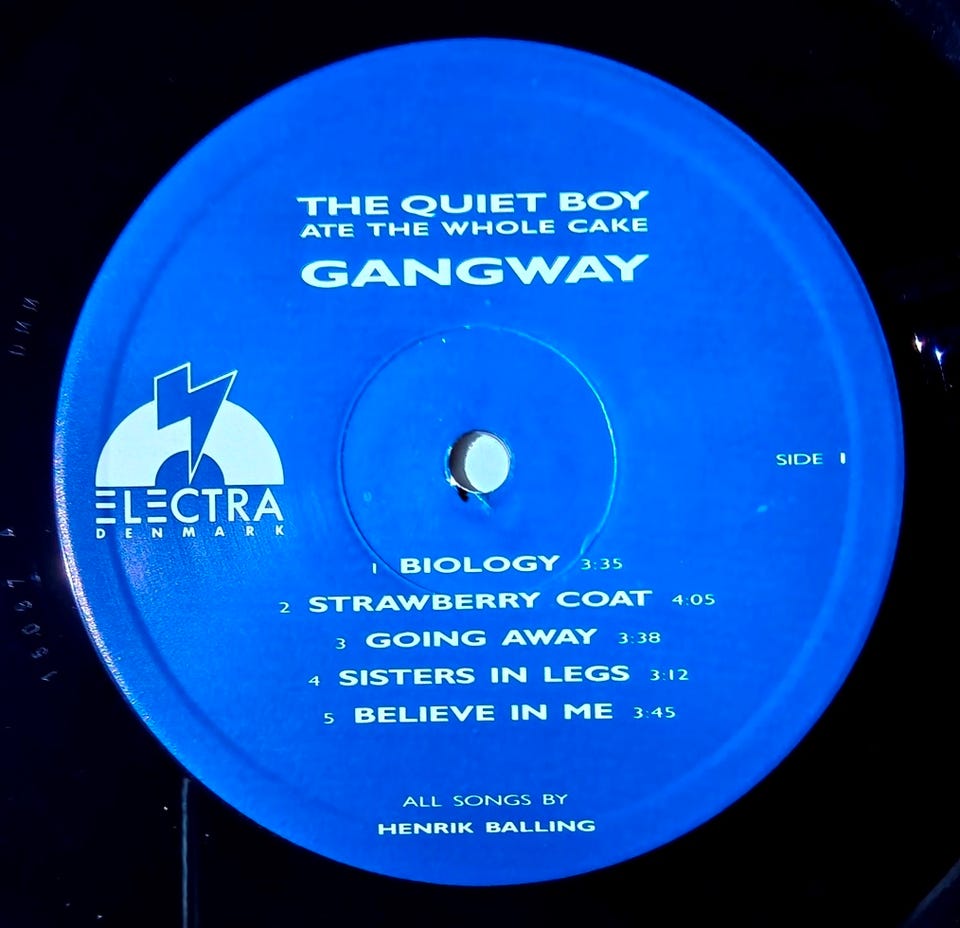 THE QUIET BOY
ATE THE WHOLE CAKE
GANGWAY
ELECTRA
DENMARK
SIDE 1
1 BIOLOGY 3:35
2 STRAWBERRY COAT 4:05
3 GOING AWAY 3:38
4 SISTERS IN LEGS 3:12
5 BELIEVE IN ME 3:45
ALL SONGS BY
HENRIK BALLING